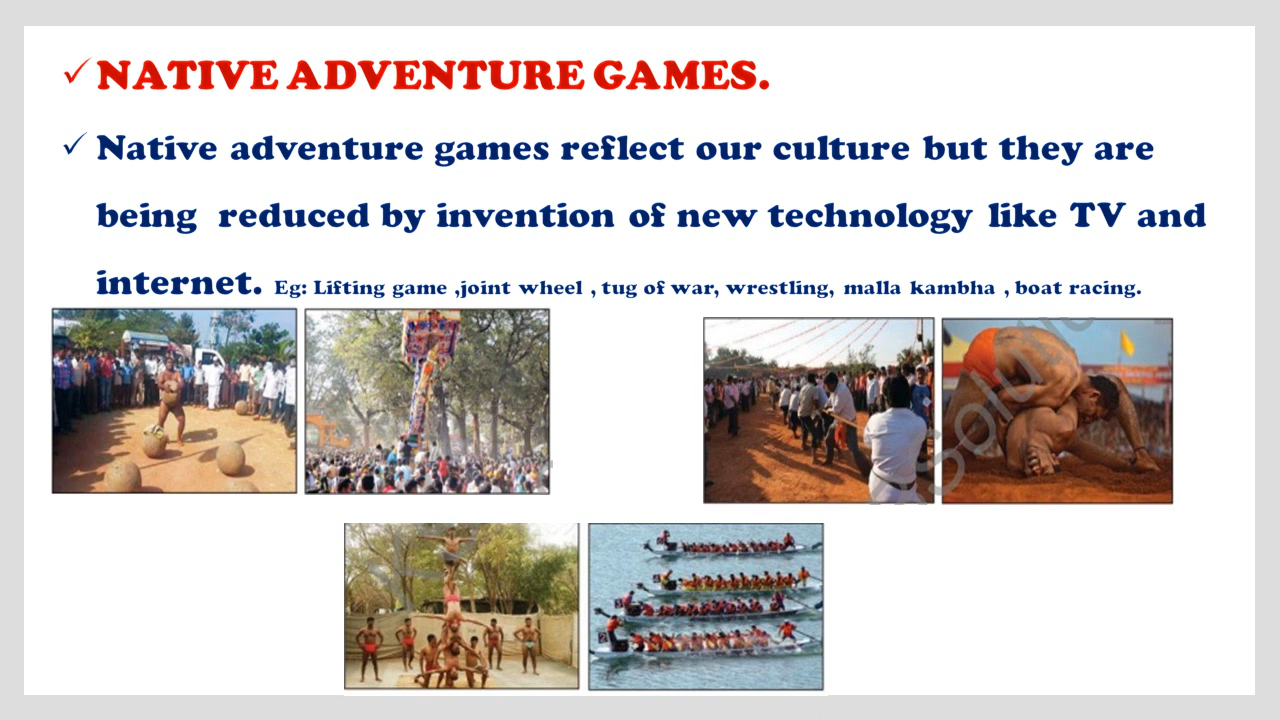 ✓ NATIVE ADVENTURE GAMES.
✓ Native adventure games reflect our culture but they are
being reduced by invention of new technology like TV and
internet. Eg: Lifting game ,joint wheel , tug of war, wrestling, malla kambha , boat racing.